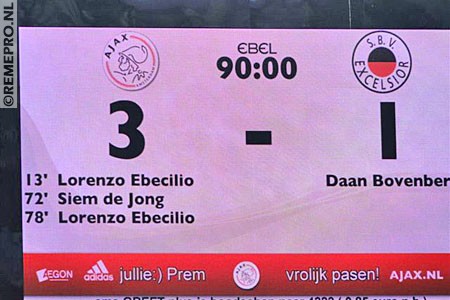 ©REMEPRO.NL
AJAX
EBEL
90:00
S.B.V.
EXCELSIOR
3 - 1
13' Lorenzo Ebecilio
Daan Bovenber
72' Siem de Jong
78' Lorenzo Ebecilio
AEGON adidas jullie:) Prem vrolijk pasen! AJAX.NL